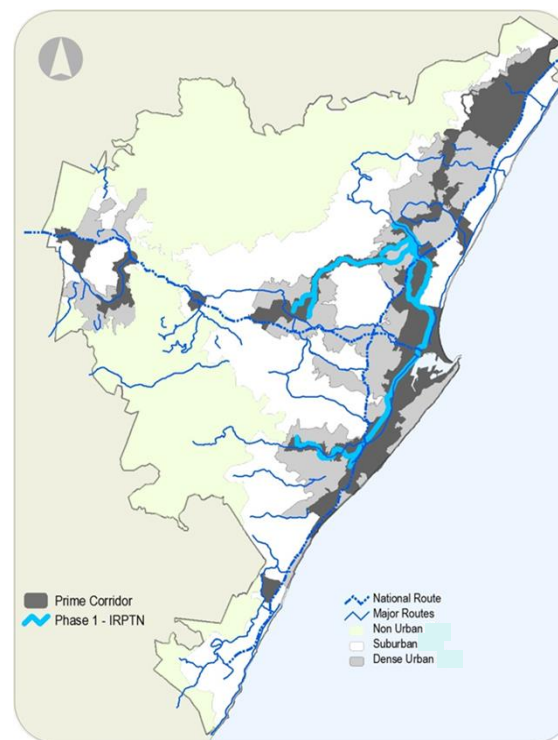 Prime Corridor
Phase 1 - IRPTN
National Route
Major Routes
Non Urban
Suburban
Dense Urban